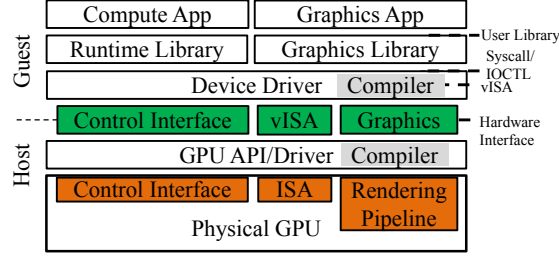 Compute App
Graphics App
Guest
Runtime Library
Graphics Library
User Library
Syscall/
IOCTL
Device Driver
Compiler
vISA
Control Interface
vISA
Graphics
Hardware
Interface
Host
GPU API/Driver
Compiler
Control Interface
ISA
Rendering
Pipeline
Physical GPU